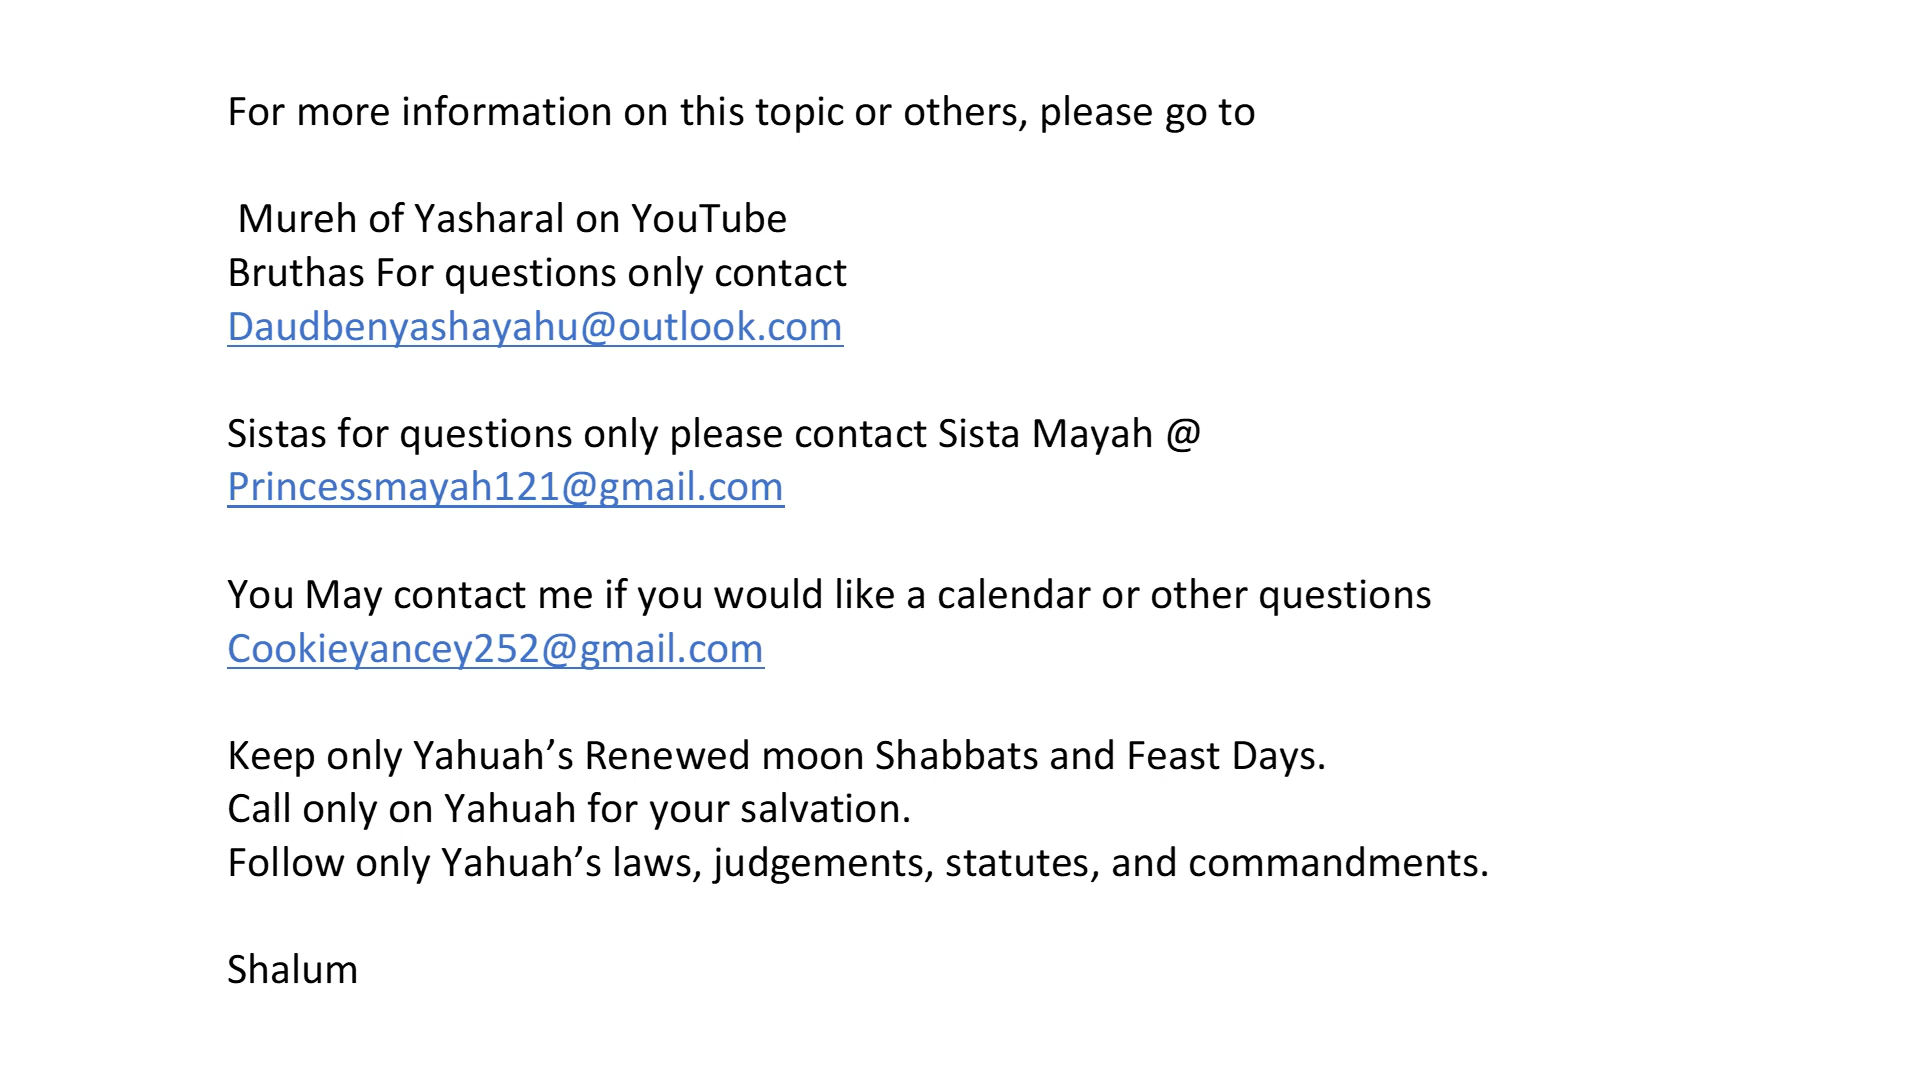 For more information on this topic or others, please go to
Mureh of Yasharal on YouTube
Bruthas For questions only contact
Daudbenyashayahu@outlook.com
Sistas for questions only please contact Sista Mayah @
Princessmayah121@gmail.com
You May contact me if you would like a calendar or other questions
Cookieyancey252@gmail.com
Keep only Yahuah’s Renewed moon Shabbats and Feast Days.
Call only on Yahuah for your salvation.
Follow only Yahuah’s laws, judgements, statutes, and commandments.
Shalum